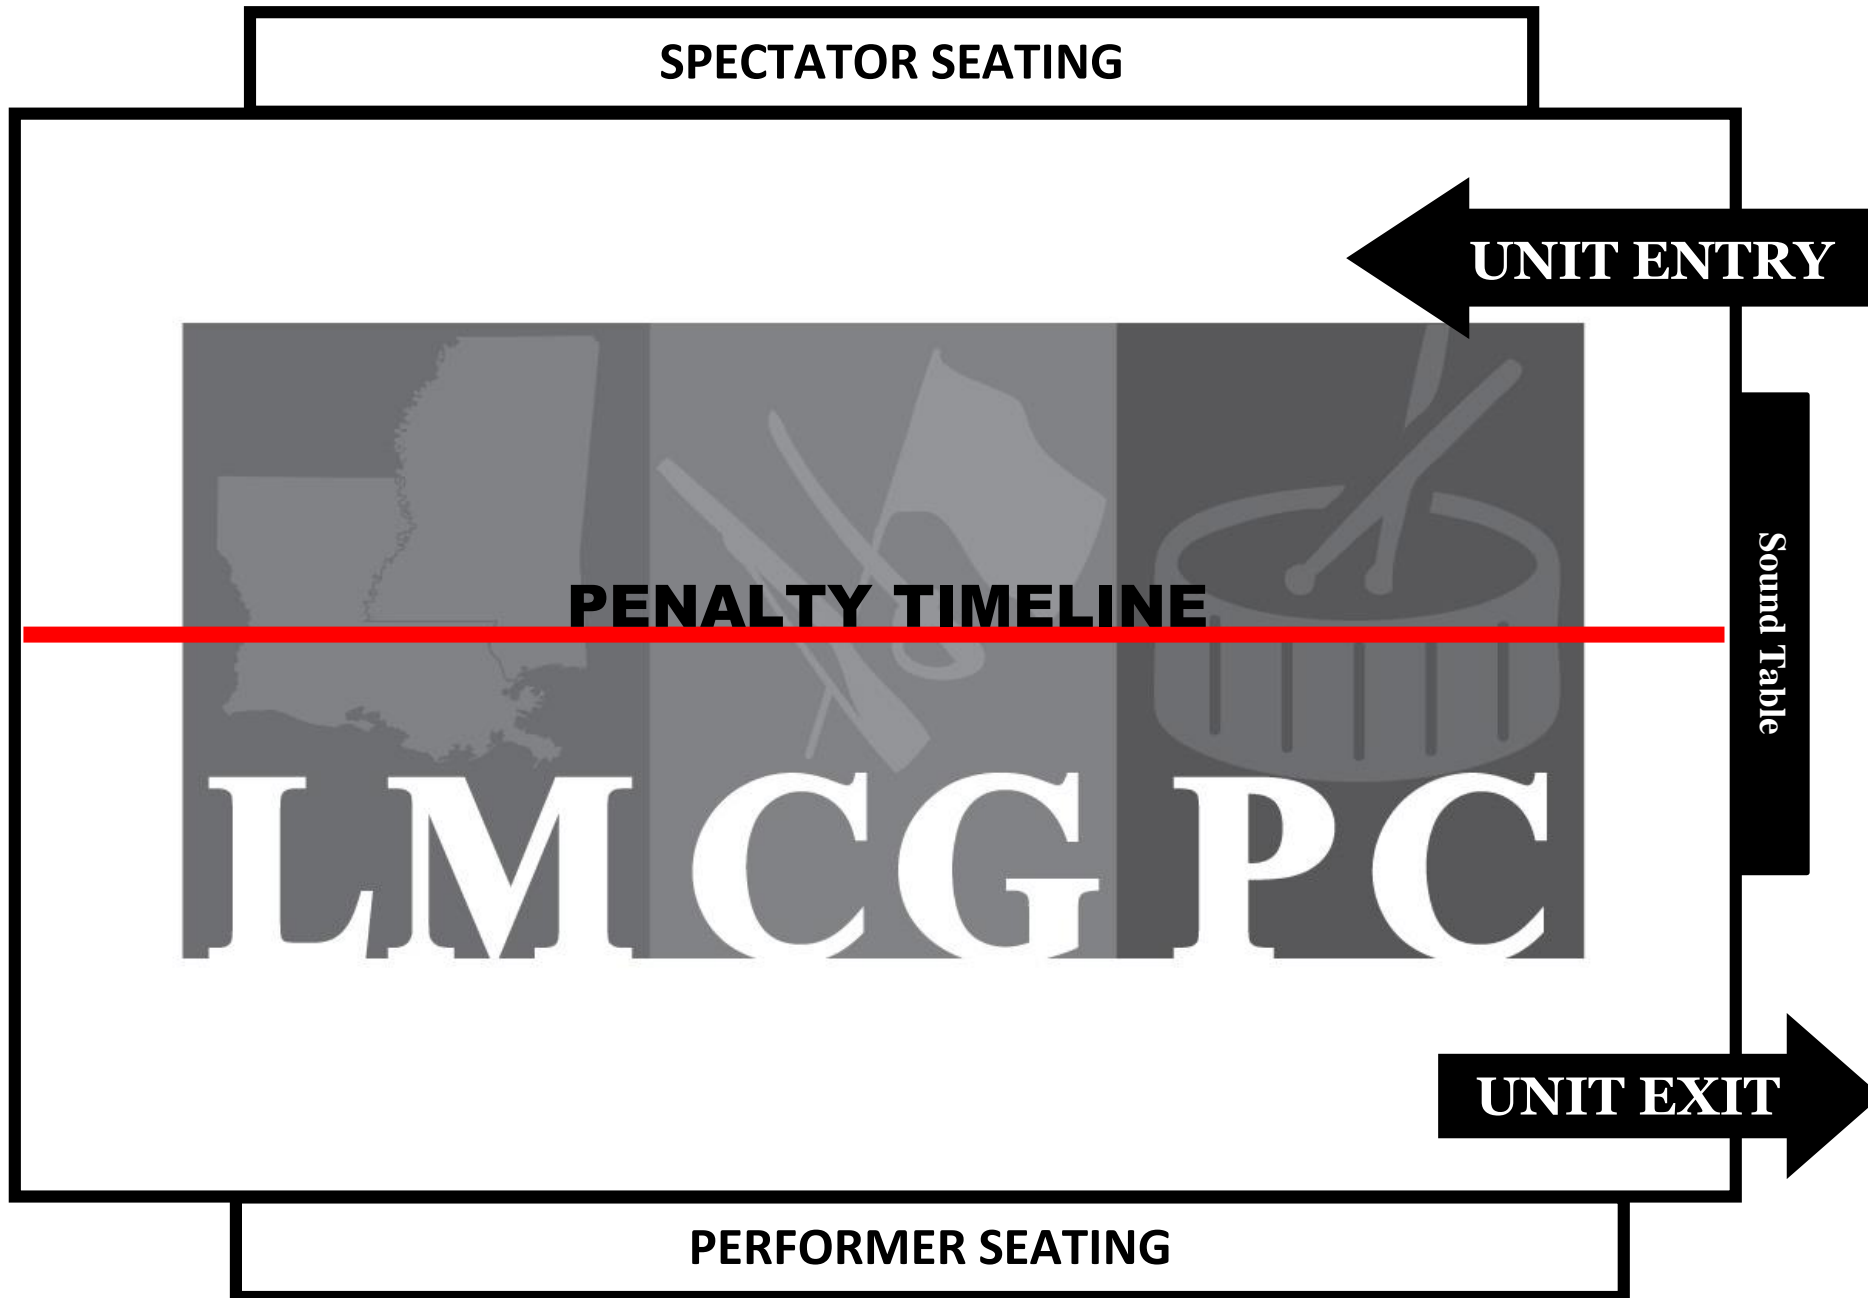 SPECTATOR SEATING
UNIT ENTRY
PENALTY TIMELINE
Sound Table
LMCGPC
UNIT EXIT
PERFORMER SEATING